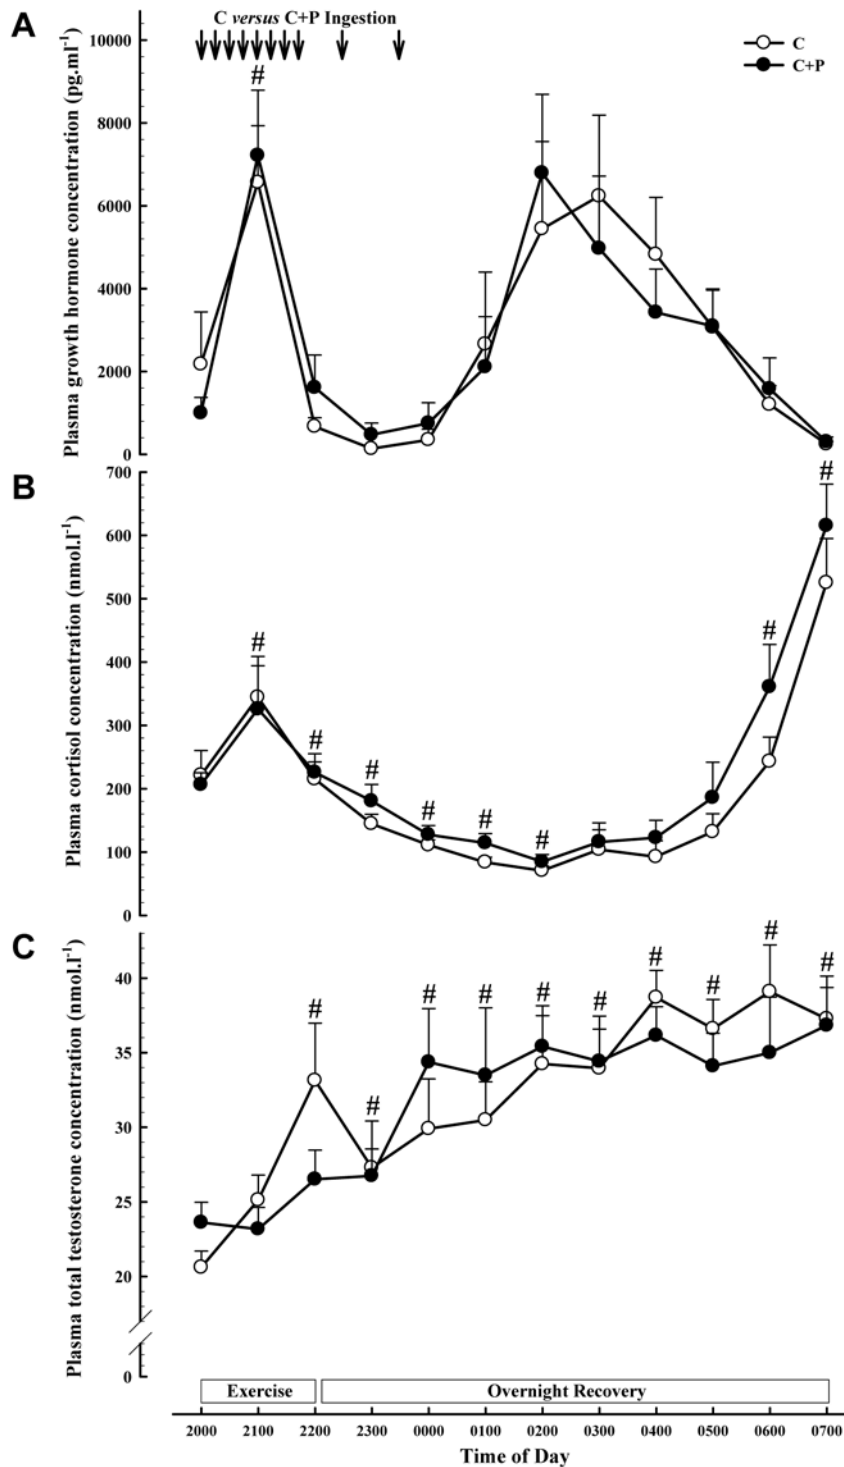 A
C versus C+P Ingestion
Plasma growth hormone concentration (pg.ml-1)
10000
8000
6000
4000
2000
0
#
C
C+P
B
Plasma cortisol concentration (nmol.l-1)
700
600
500
400
300
200
100
0
# # # # # # # #
C
Plasma total testosterone concentration (nmol.l-1)
40
35
30
25
20
0
# # # # # # # # # #
Exercise Overnight Recovery
2000 2100 2200 2300 0000 0100 0200 0300 0400 0500 0600 0700
Time of Day